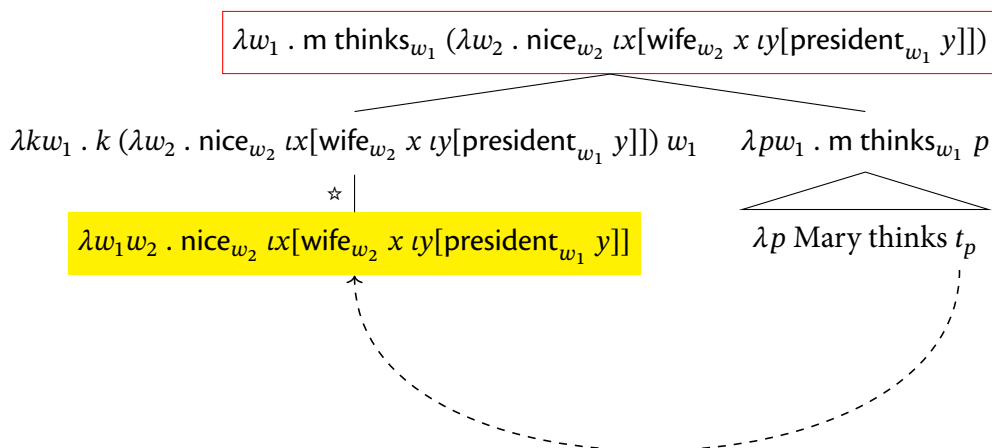 λw₁ . m thinks_w₁ (λw₂ . nice_w₂ ιx[wife_w₂ x ιy[president_w₁ y]])
λkw₁ . k (λw₂ . nice_w₂ ιx[wife_w₂ x ιy[president_w₁ y]]) w₁ λpw₁ . m thinks_w₁ p
☆
λw₁w₂ . nice_w₂ ιx[wife_w₂ x ιy[president_w₁ y]] λp Mary thinks t_p